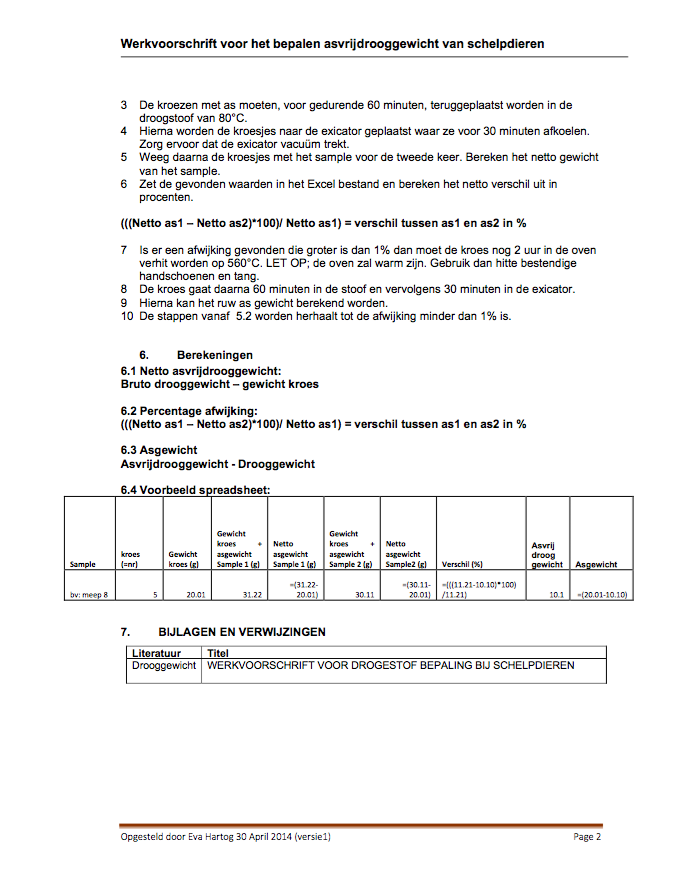 Werkvoorschrift voor het bepalen asvrijdrooggewicht van schelpdieren
3 De kroezen met as moeten, voor gedurende 60 minuten, teruggeplaatst worden in de
droogstoof van 80°C.
4 Hierna worden de kroesjes naar de exicator geplaatst waar ze voor 30 minuten afkoelen.
Zorg ervoor dat de exicator vacuüm trekt.
5 Weeg daarna de kroesjes met het sample voor de tweede keer. Bereken het netto gewicht
van het sample.
6 Zet de gevonden waarden in het Excel bestand en bereken het netto verschil uit in
procenten.
(((Netto as1 – Netto as2)*100)/ Netto as1) = verschil tussen as1 en as2 in %
7 Is er een afwijking gevonden die groter is dan 1% dan moet de kroes nog 2 uur in de oven
verhit worden op 560°C. LET OP; de oven zal warm zijn. Gebruik dan hitte bestendige
handschoenen en tang.
8 De kroes gaat daarna 60 minuten in de stoof en vervolgens 30 minuten in de exicator.
9 Hierna kan het ruw as gewicht berekend worden.
10 De stappen vanaf 5.2 worden herhaalt tot de afwijking minder dan 1% is.
6. Berekeningen
6.1 Netto asvrijdrooggewicht:
Bruto drooggewicht – gewicht kroes
6.2 Percentage afwijking:
(((Netto as1 – Netto as2)*100)/ Netto as1) = verschil tussen as1 en as2 in %
6.3 Asgewicht
Asvrijdrooggewicht - Drooggewicht
6.4 Voorbeeld spreadsheet:
Gewicht Gewicht
kroes + Netto kroes + Netto Asvrij
kroes Gewicht asgewicht asgewicht asgewicht asgewicht droog
Sample (=nr) kroes (g) Sample 1 (g) Sample 1 (g) Sample 2 (g) Sample2 (g) Verschil (%) gewicht Asgewicht
=(31.22- =(30.11- =(((11.21-10.10)*100)
bv: meep 8 5 20.01 31.22 20.01) 30.11 20.01) /11.21) 10.1 =(20.01-10.10)
7. BIJLAGEN EN VERWIJZINGEN
Literatuur Titel
Drooggewicht WERKVOORSCHRIFT VOOR DROGESTOF BEPALING BIJ SCHELPDIEREN
Opgesteld door Eva Hartog 30 April 2014 (versie1) Page 2